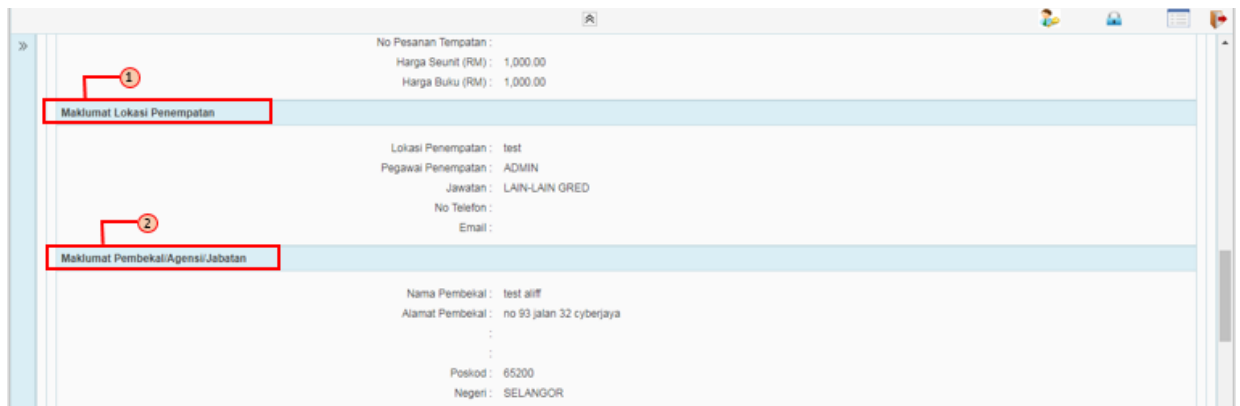 No Pesanan Tempatan :
Harga Seunit (RM) : 1,000.00
Harga Buku (RM) : 1,000.00
1
Maklumat Lokasi Penempatan
Lokasi Penempatan : test
Pegawai Penempatan : ADMIN
Jawatan : LAIN-LAIN GRED
No Telefon :
Email :
2
Maklumat Pembekal/Agensi/Jabatan
Nama Pembekal : test aliff
Alamat Pembekal : no 93 jalan 32 cyberjaya
:
:
Poskod : 65200
Negeri : SELANGOR